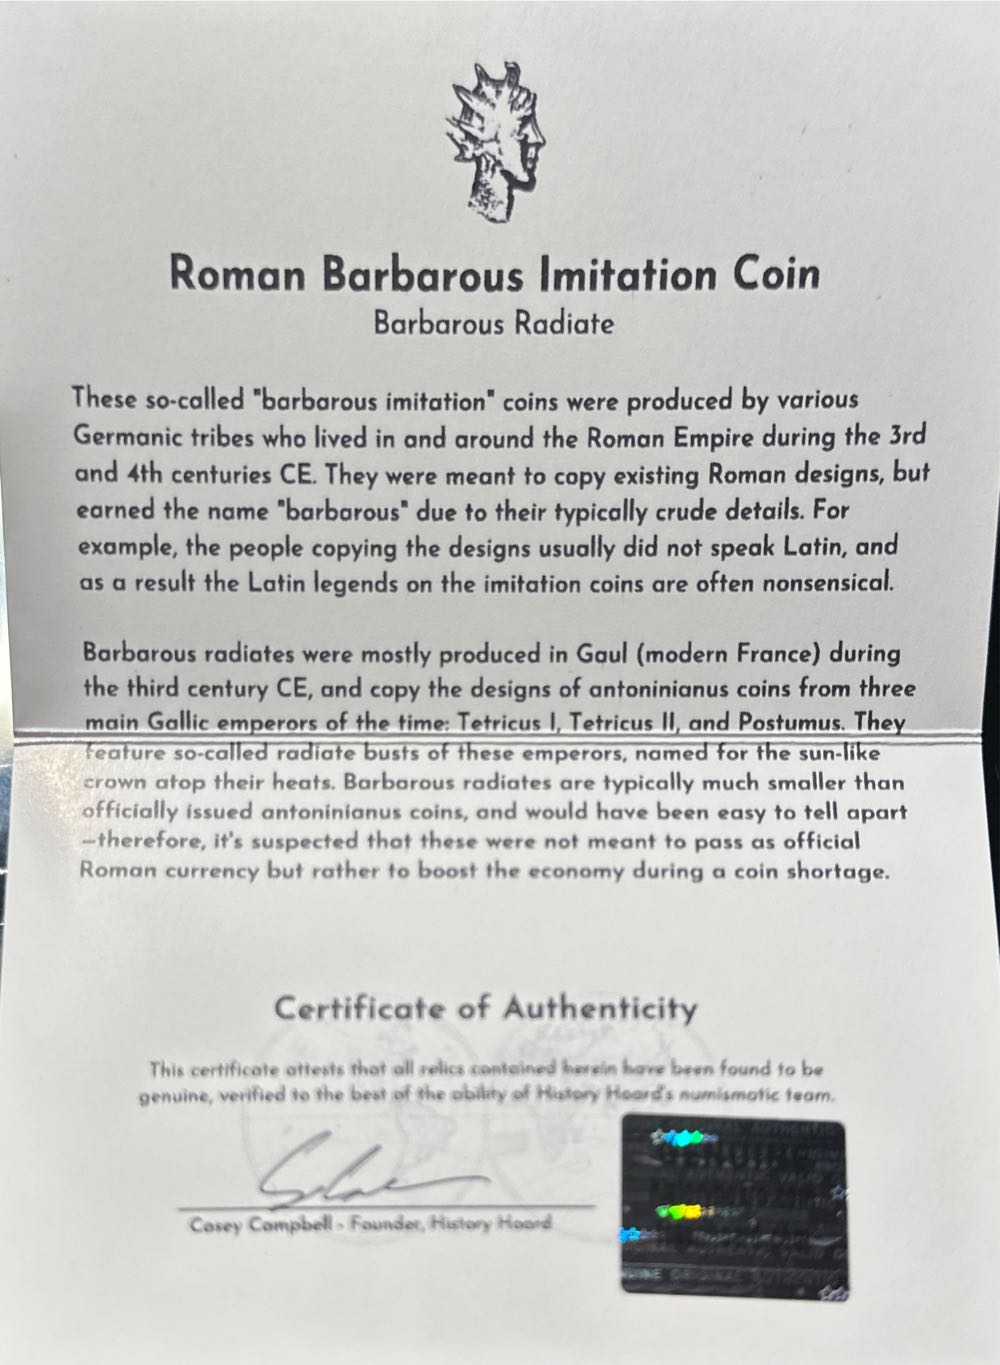 Roman Barbarous Imitation Coin
Barbarous Radiate
These so-called "barbarous imitation" coins were produced by various
Germanic tribes who lived in and around the Roman Empire during the 3rd
and 4th centuries CE. They were meant to copy existing Roman designs, but
earned the name "barbarous" due to their typically crude details. For
example, the people copying the designs usually did not speak Latin, and
as a result the Latin legends on the imitation coins are often nonsensical.
Barbarous radiates were mostly produced in Gaul (modern France) during
the third century CE, and copy the designs of antoninianus coins from three
main Gallic emperors of the time: Tetricus I, Tetricus II, and Postumus. They
feature so-called radiate busts of these emperors, named for the sun-like
crown atop their heats. Barbarous radiates are typically much smaller than
officially issued antoninianus coins, and would have been easy to tell apart
—therefore, it's suspected that these were not meant to pass as official
Roman currency but rather to boost the economy during a coin shortage.
Certificate of Authenticity
This certificate attests that all relics contained herein have been found to be
genuine, verified to the best of the ability of History Hoard's numismatic team.
Casey Campbell - Founder, History Hoard
ORIGINAL